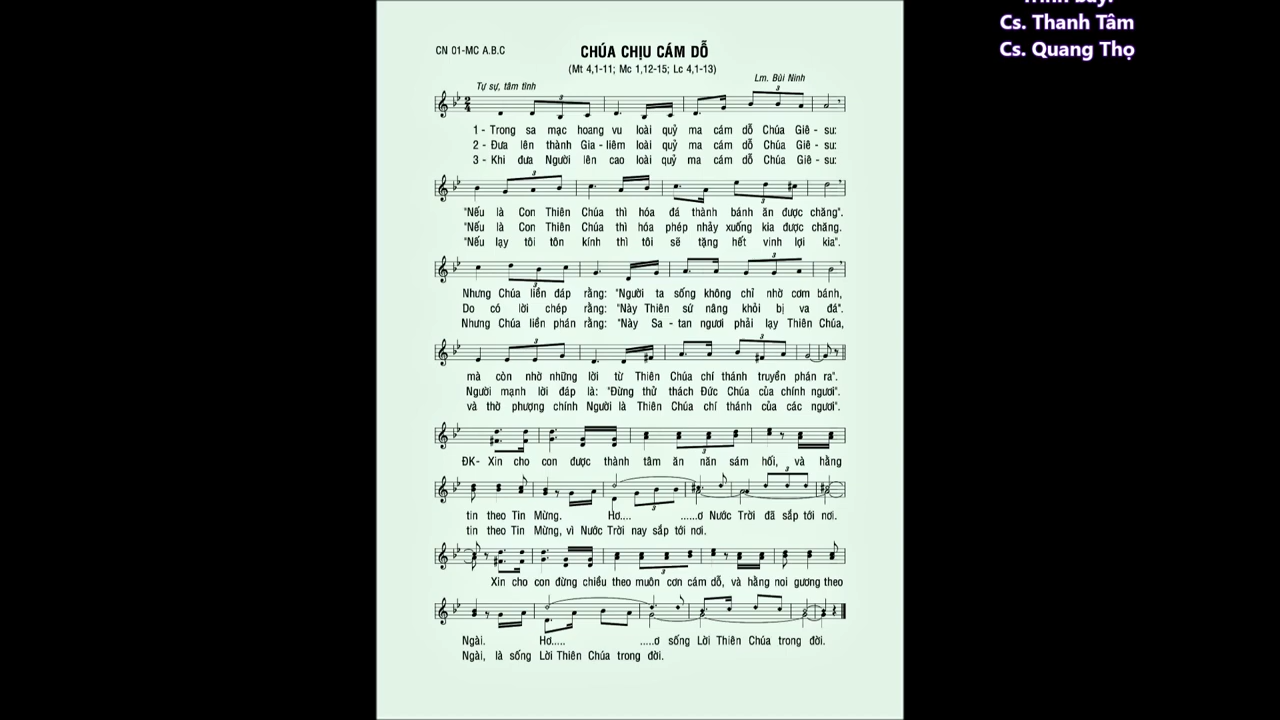 Trình bày:
Cs. Thanh Tâm
Cs. Quang Thọ
CN 01-MC A.B.C
CHÚA CHỊU CÁM DỖ
(Mt 4,1-11; Mc 1,12-15; Lc 4,1-13)
Tự sự, tâm tình
Lm. Bùi Ninh
1 - Trong sa mạc hoang vu loài quỷ ma cám dỗ Chúa Giê - su:
2 - Đưa lên thành Gia - liêm loài quỷ ma cám dỗ Chúa Giê - su:
3 - Khi đưa Người lên cao loài quỷ ma cám dỗ Chúa Giê - su:
"Nếu là Con Thiên Chúa thì hóa đá thành bánh ăn được chăng".
"Nếu là Con Thiên Chúa thì hóa phép nhảy xuống kia được chăng.
"Nếu lạy tôi tôn kính thì tôi sẽ tặng hết vinh lợi kia".
Nhưng Chúa liền đáp rằng: "Người ta sống không chỉ nhờ cơm bánh,
Do có lời chép rằng: "Này Thiên sứ nâng khỏi bị va đá".
Nhưng Chúa liền phán rằng: "Này Sa - tan ngươi phải lạy Thiên Chúa,
mà còn nhờ những lời từ Thiên Chúa chí thánh truyền phán ra".
Người mạnh lời đáp là: "Đừng thử thách Đức Chúa của chính ngươi".
và thờ phượng chính Người là Thiên Chúa chí thánh của các ngươi".
ĐK- Xin cho con được thành tâm ăn năn sám hối, và hằng
tin theo Tin Mừng. Hơ.... ......ơ Nước Trời đã sắp tới nơi.
tin theo Tin Mừng, vì Nước Trời nay sắp tới nơi.
Xin cho con đừng chiều theo muôn cơn cám dỗ, và hằng noi gương theo
Ngài. Hơ..... .....ơ sống Lời Thiên Chúa trong đời.
Ngài, là sống Lời Thiên Chúa trong đời.